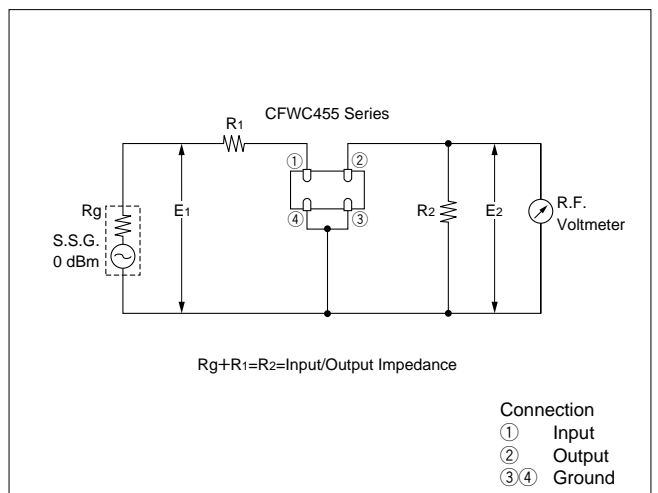 CFWC455 Series
R1
① ②
Rg
E1
④ ③
R2
E2
R.F.
Voltmeter
S.S.G.
0 dBm
Rg+R1=R2=Input/Output Impedance
Connection
① Input
② Output
③④ Ground